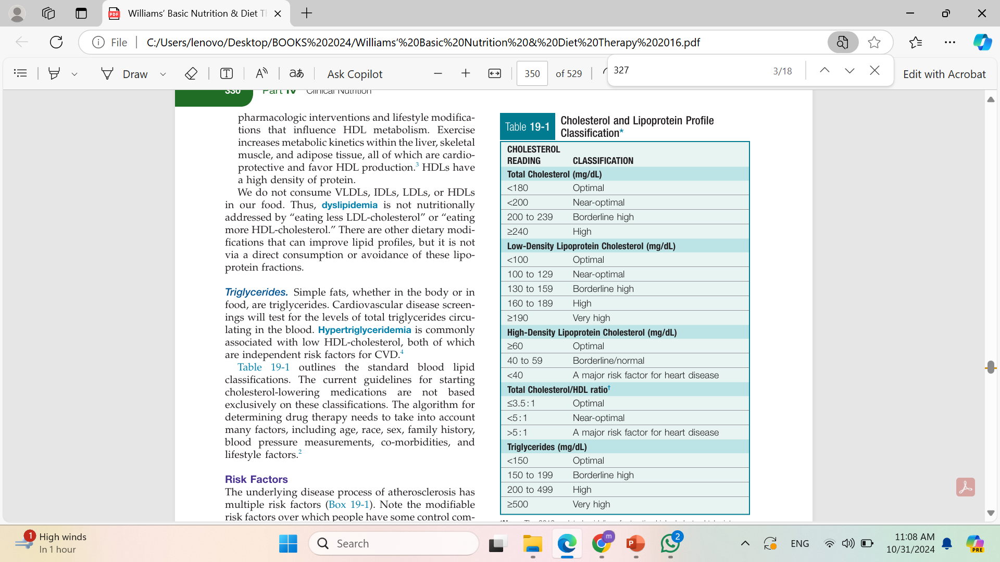 Williams' Basic Nutrition & Diet Th
File
C:/Users/lenovo/Desktop/BOOKS%202024/Williams'%20Basic%20Nutrition%20&%20Diet%20Therapy%202016.pdf
Draw
Ask Copilot
350 of 529
327
3/18
Edit with Acrobat
330 Part IV Clinical Nutrition
pharmacologic interventions and lifestyle modifica-
tions that influence HDL metabolism. Exercise
increases metabolic kinetics within the liver, skeletal
muscle, and adipose tissue, all of which are cardio-
protective and favor HDL production.3 HDLs have
a high density of protein.
We do not consume VLDLs, IDLs, LDLs, or HDLs
in our food. Thus, dyslipidemia is not nutritionally
addressed by “eating less LDL-cholesterol” or “eating
more HDL-cholesterol.” There are other dietary modi-
fications that can improve lipid profiles, but it is not
via a direct consumption or avoidance of these lipo-
protein fractions.
Triglycerides. Simple fats, whether in the body or in
food, are triglycerides. Cardiovascular disease screen-
ings will test for the levels of total triglycerides circu-
lating in the blood. Hypertriglyceridemia is commonly
associated with low HDL-cholesterol, both of which
are independent risk factors for CVD.4
Table 19-1 outlines the standard blood lipid
classifications. The current guidelines for starting
cholesterol-lowering medications are not based
exclusively on these classifications. The algorithm for
determining drug therapy needs to take into account
many factors, including age, race, sex, family history,
blood pressure measurements, co-morbidities, and
lifestyle factors.2
Risk Factors
The underlying disease process of atherosclerosis has
multiple risk factors (Box 19-1). Note the modifiable
risk factors over which people have some control com-
Table 19-1
Cholesterol and Lipoprotein Profile
Classification*
CHOLESTEROL
READING CLASSIFICATION
Total Cholesterol (mg/dL)
<180 Optimal
<200 Near-optimal
200 to 239 Borderline high
≥240 High
Low-Density Lipoprotein Cholesterol (mg/dL)
<100 Optimal
100 to 129 Near-optimal
130 to 159 Borderline high
160 to 189 High
≥190 Very high
High-Density Lipoprotein Cholesterol (mg/dL)
≥60 Optimal
40 to 59 Borderline/normal
<40 A major risk factor for heart disease
Total Cholesterol/HDL ratio†
≤3.5:1 Optimal
<5:1 Near-optimal
>5:1 A major risk factor for heart disease
Triglycerides (mg/dL)
<150 Optimal
150 to 199 Borderline high
200 to 499 High
≥500 Very high
1
High winds
In 1 hour
Search
m
P
2
ENG
11:08 AM
10/31/2024
PRE